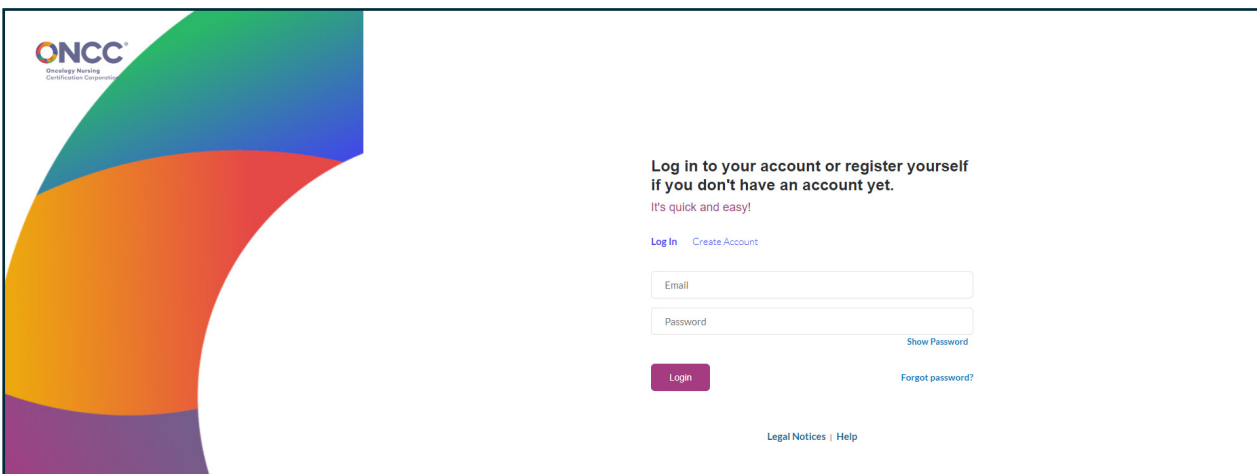 ONCC®
Oncology Nursing
Certification Corporation
Log in to your account or register yourself
if you don't have an account yet.
It's quick and easy!
Log In Create Account
Email
Password
Show Password
Login Forgot password?
Legal Notices | Help